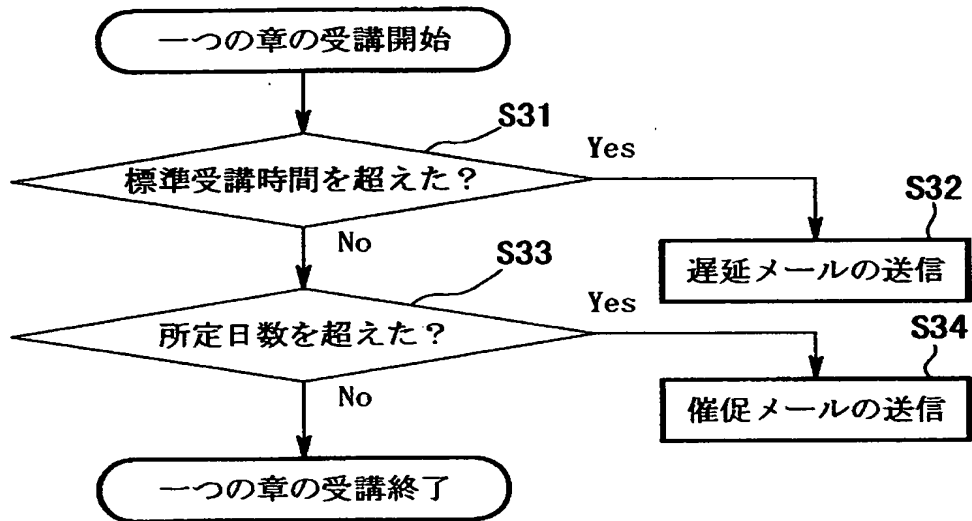 一つの章の受講開始
S31
標準受講時間を超えた？
Yes
S32
遅延メールの送信
No
S33
所定日数を超えた？
Yes
S34
催促メールの送信
No
一つの章の受講終了